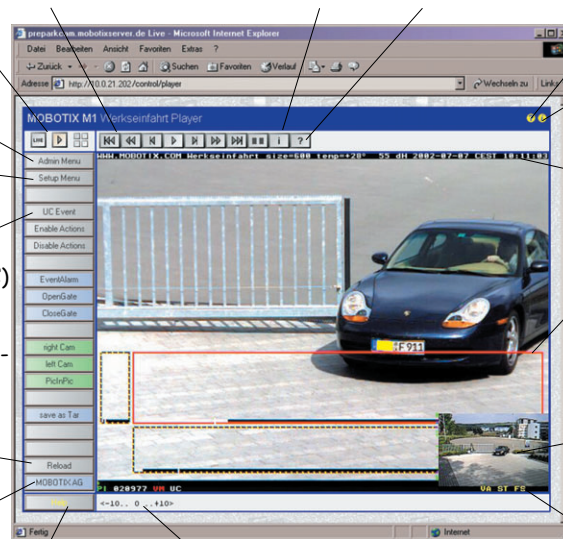 preparkcam.mobotixserver.de Live - Microsoft Internet Explorer
Datei Bearbeiten Ansicht Favoriten Extras ?
Zurück Suchen Favoriten Verlauf
Adresse http://10.0.21.202/control/player Wechseln zu Links
MOBOTIX M1 Werkseinfahrt Player ? e
LIVE i ?
Admin Menu
WWW.MOBOTIX.COM Werkseinfahrt size=600 temp=+28° 55 dH 2002-07-07 CEST 10:11:03
Setup Menu
UC Event
Enable Actions
Disable Actions
)
EventAlarm
OpenGate
CloseGate
F 911
-
right Cam
left Cam
PicInPic
save as Tar
Reload
MOBOTIX AG
PI 020977 VM UC VA ST FS
<-10.. 0 ..+10>
Fertig Internet